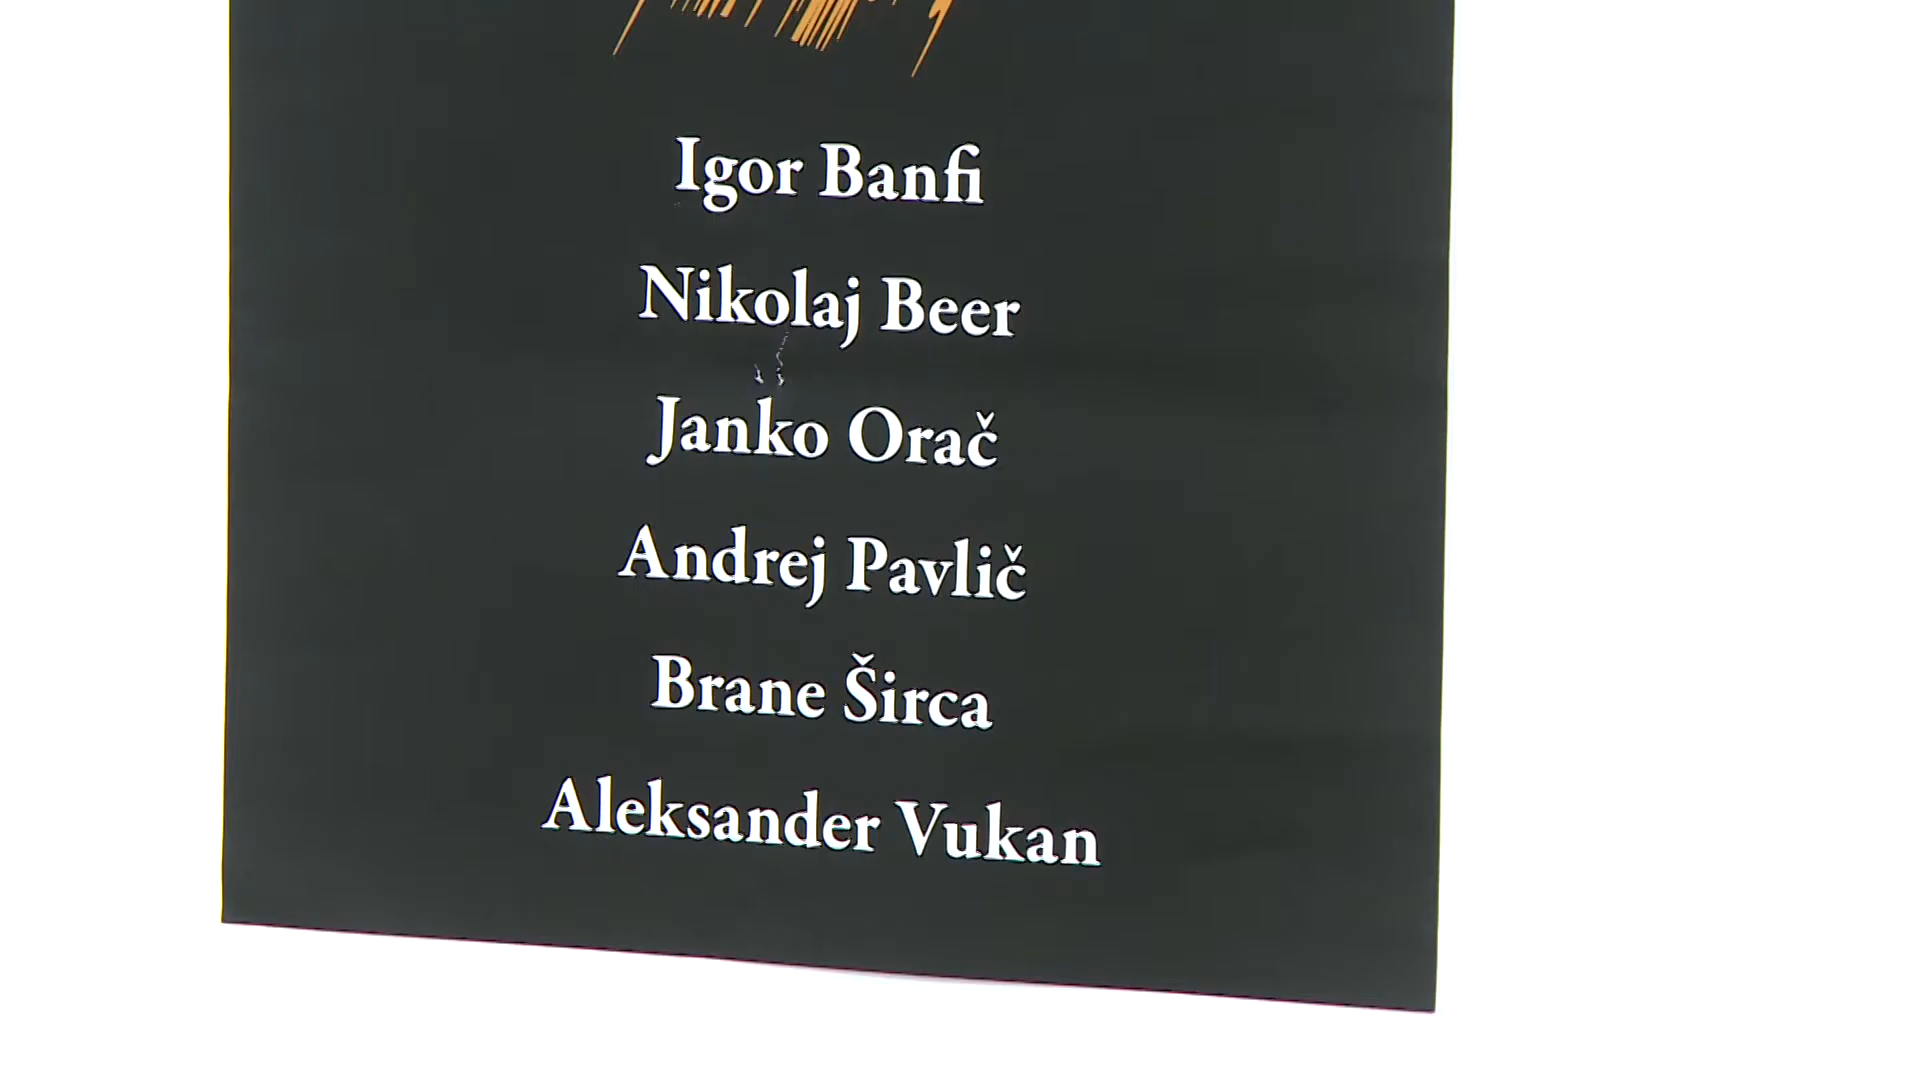 Igor Banfi
Nikolaj Beer
Janko Orač
Andrej Pavlič
Brane Širca
Aleksander Vukan